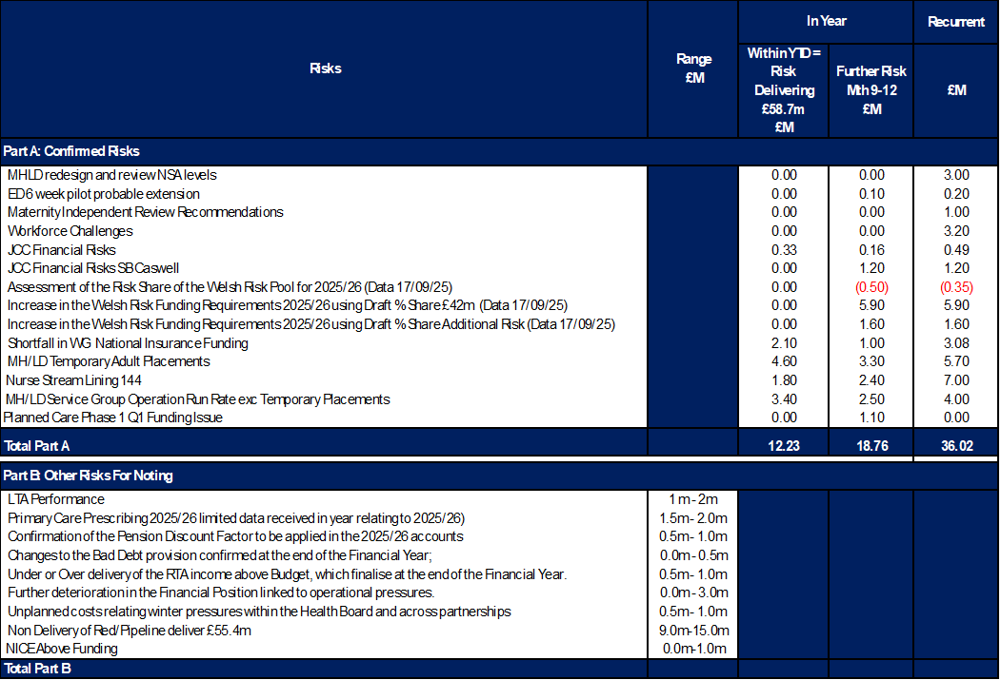 Risks Range £M In Year Recurrent
Within YTD = Risk Delivering £58.7m £M Further Risk Mth 9-12 £M £M
Part A: Confirmed Risks
MHLD redesign and review NSA levels 0.00 0.00 3.00
ED 6 week pilot probable extension 0.00 0.10 0.20
Maternity Independent Review Recommendations 0.00 0.00 1.00
Workforce Challenges 0.00 0.00 3.20
JCC Financial Risks 0.33 0.16 0.49
JCC Financial Risks SB Caswell 0.00 1.20 1.20
Assessment of the Risk Share of the Welsh Risk Pool for 2025/26 (Data 17/09/25) 0.00 (0.50) (0.35)
Increase in the Welsh Risk Funding Requirements 2025/26 using Draft % Share £42m (Data 17/09/25) 0.00 5.90 5.90
Increase in the Welsh Risk Funding Requirements 2025/26 using Draft % Share Additional Risk (Data 17/09/25) 0.00 1.60 1.60
Shortfall in WG National Insurance Funding 2.10 1.00 3.08
MH/LD Temporary Adult Placements 4.60 3.30 5.70
Nurse Stream Lining 144 1.80 2.40 7.00
MH/LD Service Group Operation Run Rate exc Temporary Placements 3.40 2.50 4.00
Planned Care Phase 1 Q1 Funding Issue 0.00 1.10 0.00
Total Part A 12.23 18.76 36.02
Part B: Other Risks For Noting
LTA Performance 1m - 2m
Primary Care Prescribing 2025/26 limited data received in year relating to 2025/26) 1.5m - 2.0m
Confirmation of the Pension Discount Factor to be applied in the 2025/26 accounts 0.5m - 1.0m
Changes to the Bad Debt provision confirmed at the end of the Financial Year; 0.0m - 0.5m
Under or Over delivery of the RTA income above Budget, which finalise at the end of the Financial Year. 0.5m - 1.0m
Further deterioration in the Financial Position linked to operational pressures. 0.0m - 3.0m
Unplanned costs relating winter pressures within the Health Board and across partnerships 0.5m - 1.0m
Non Delivery of Red/Pipeline deliver £55.4m 9.0m-15.0m
NICE Above Funding 0.0m-1.0m
Total Part B